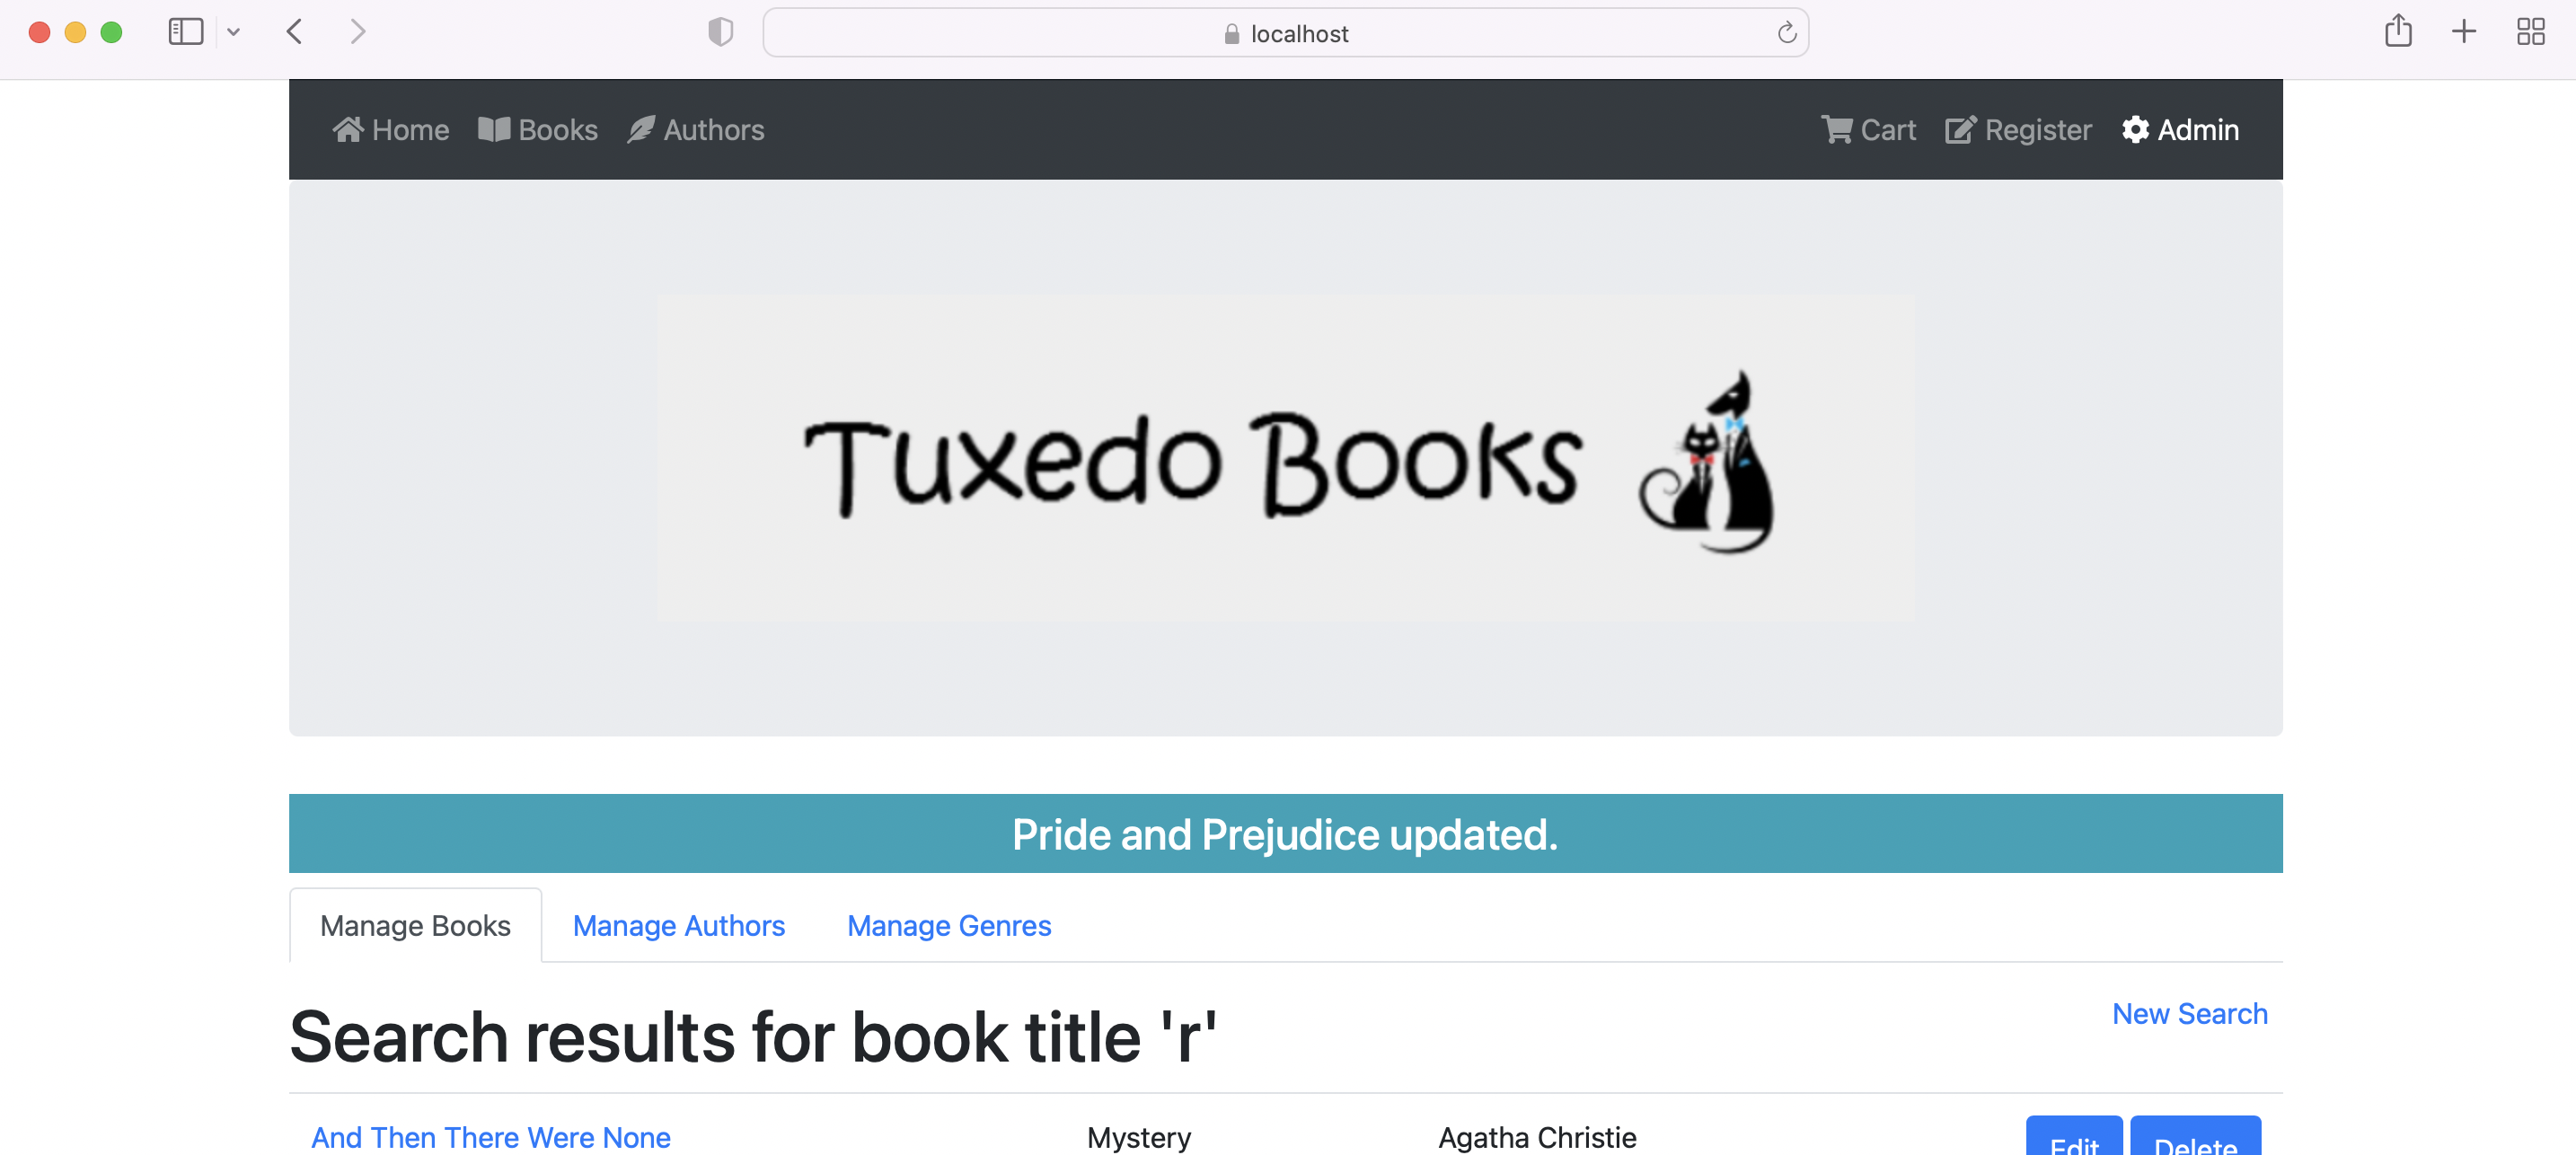 localhost
Home Books Authors Cart Register Admin
Tuxedo Books
Pride and Prejudice updated.
Manage Books Manage Authors Manage Genres
Search results for book title 'r'
New Search
And Then There Were None Mystery Agatha Christie Edit Delete